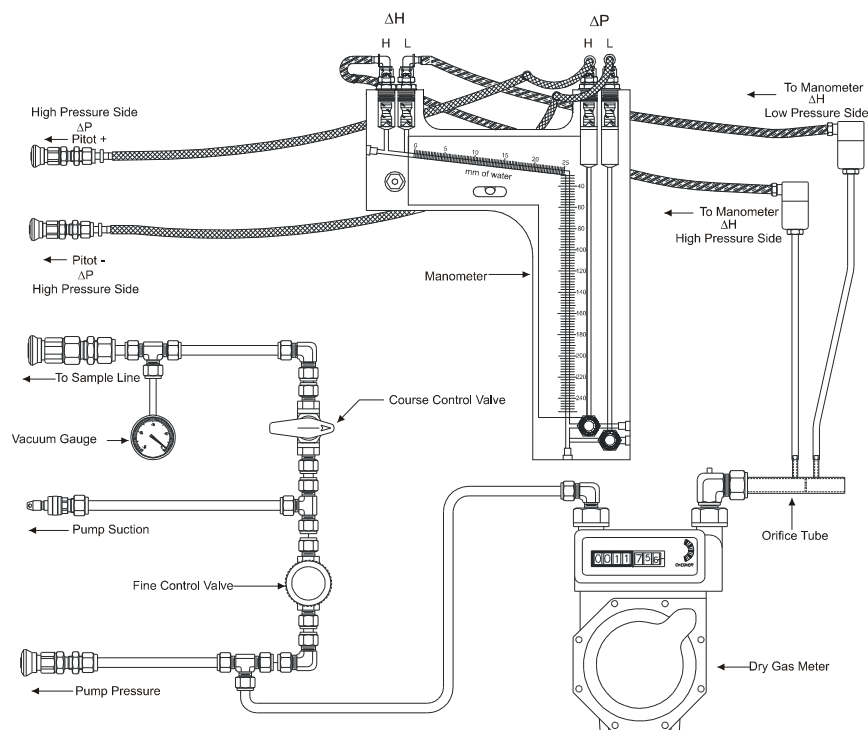 ΔH
ΔP
H L
H L
High Pressure Side
ΔP
Pitot +
To Manometer
ΔH
Low Pressure Side
0 5 10 15 20 25
mm of water
40
60
80
100
120
140
160
180
200
220
240
To Manometer
ΔH
High Pressure Side
Pitot -
ΔP
High Pressure Side
Manometer
To Sample Line
Course Control Valve
Vacuum Gauge
Pump Suction
Orifice Tube
0011 756
Fine Control Valve
Dry Gas Meter
Pump Pressure